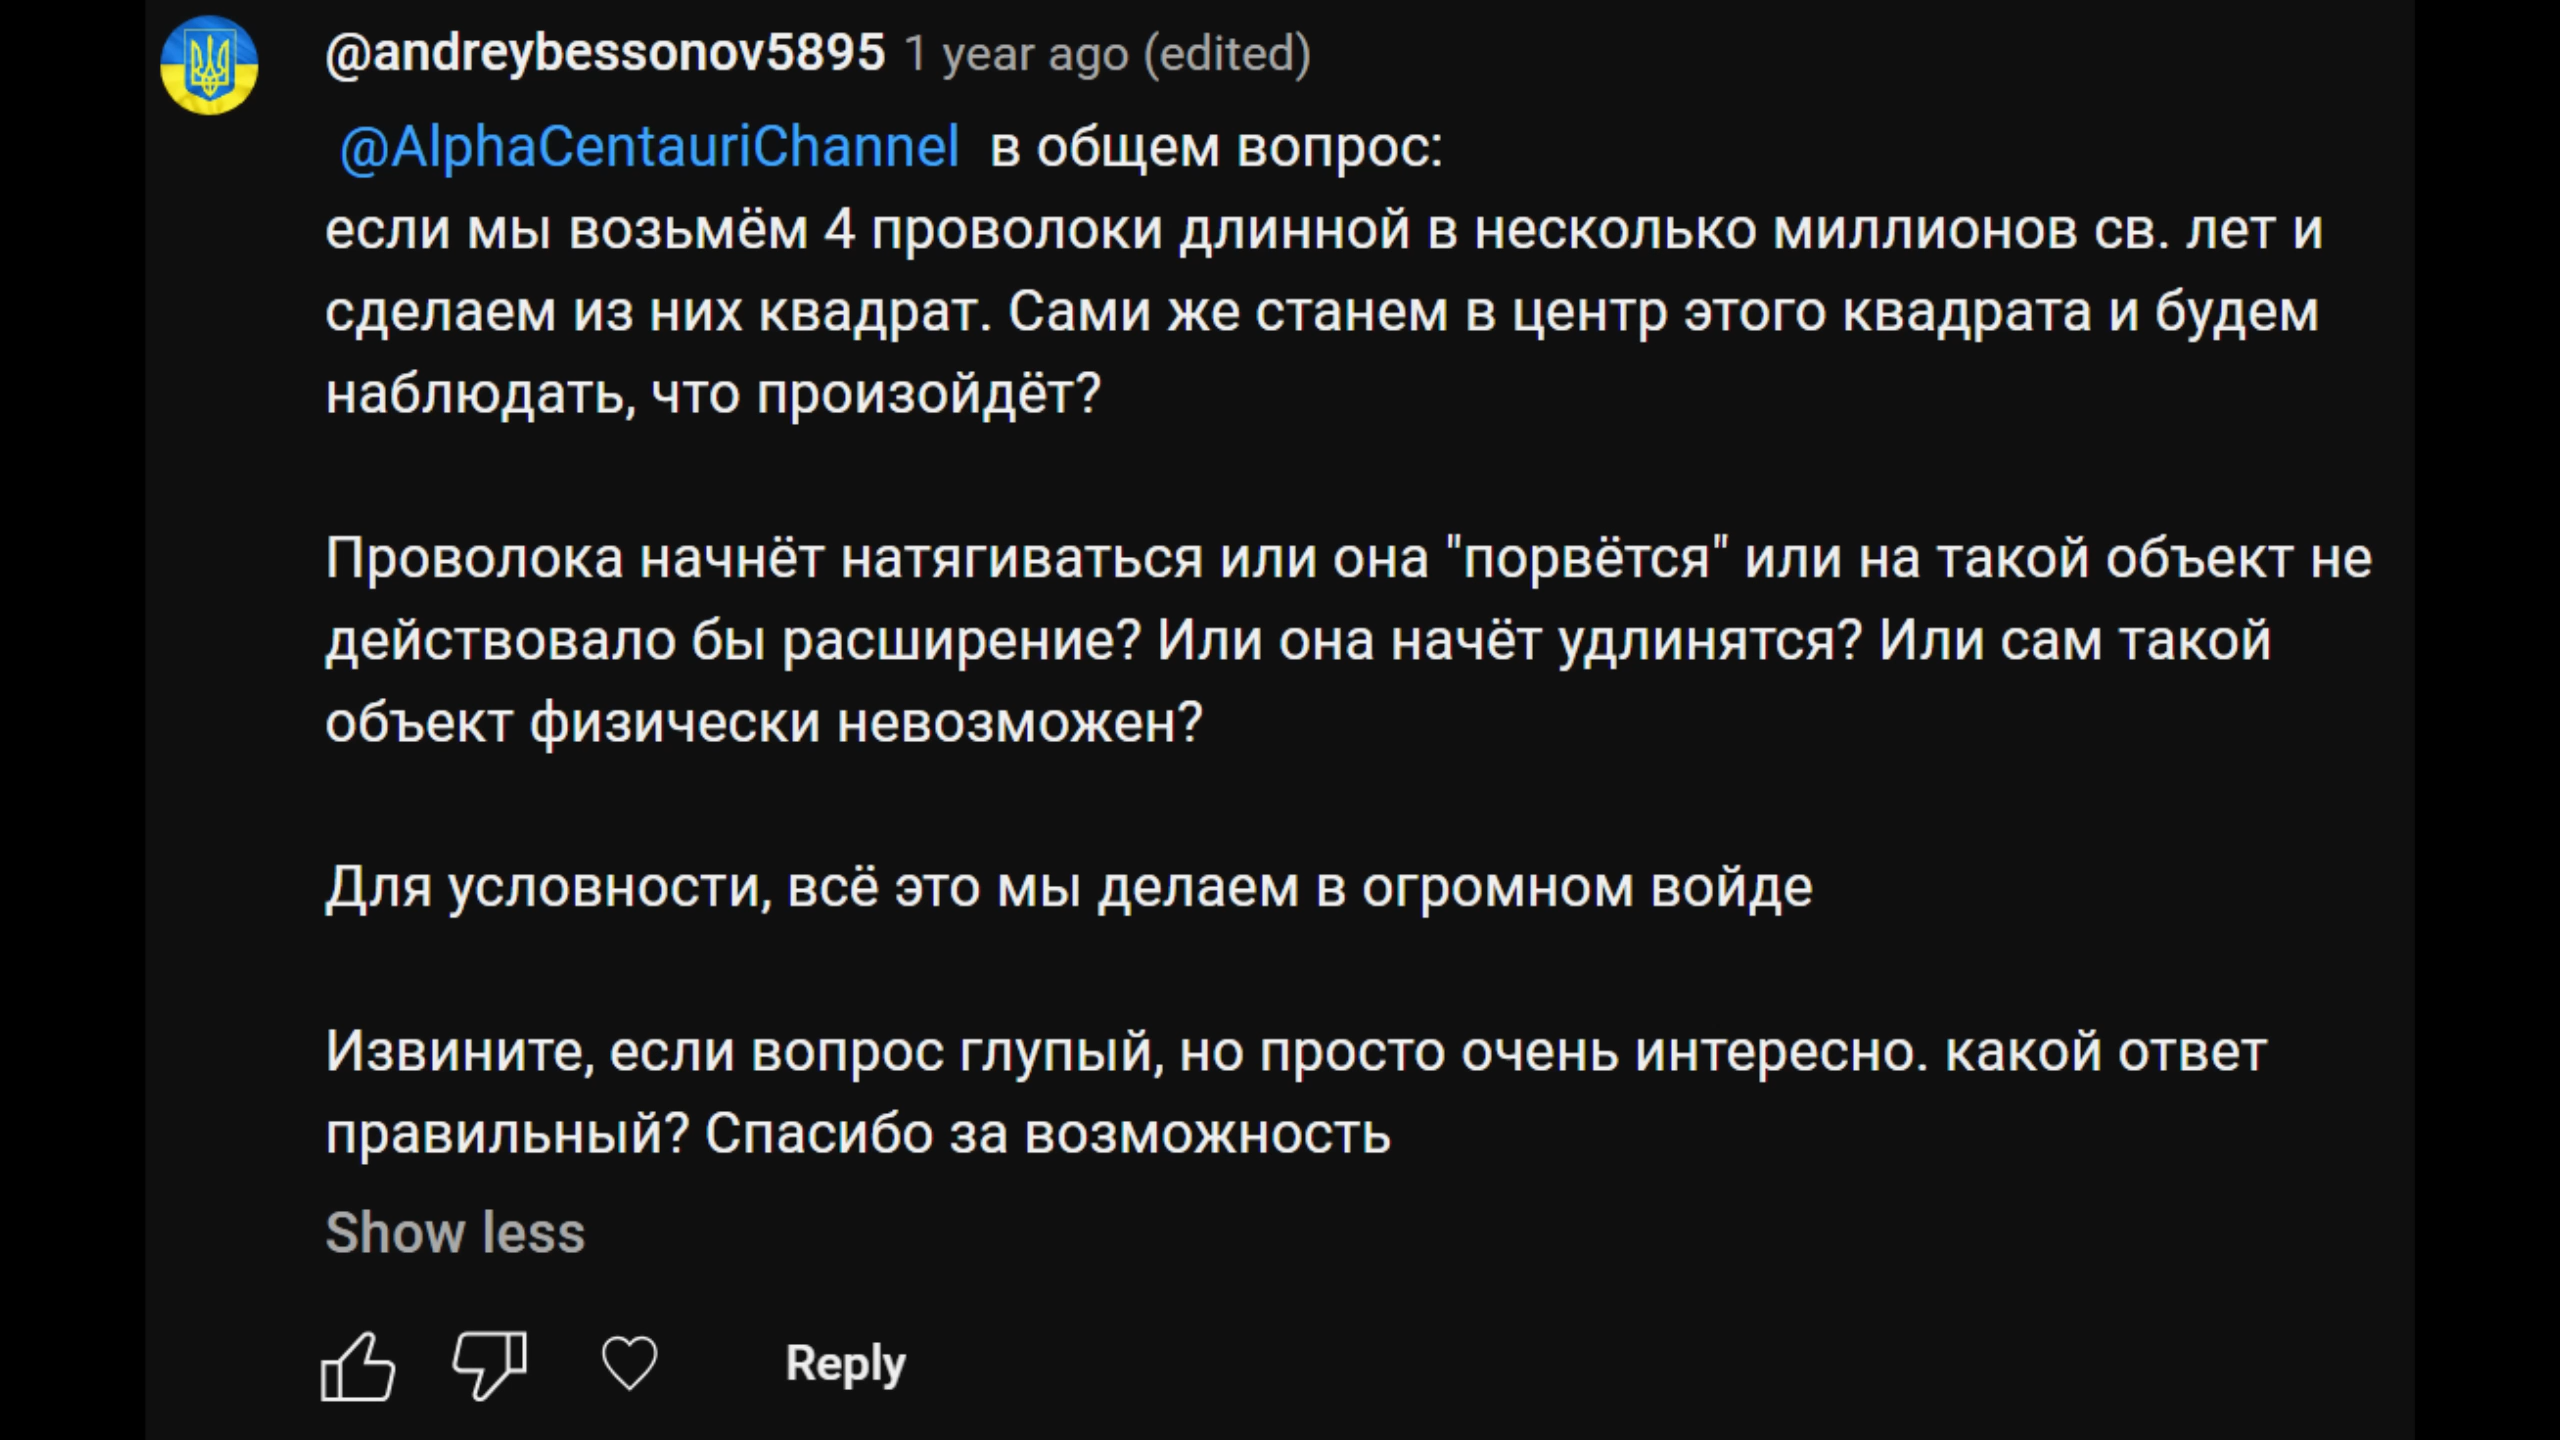 @andreybessonov5895 1 year ago (edited)
@AlphaCentauriChannel в общем вопрос:
если мы возьмём 4 проволоки длинной в несколько миллионов св. лет и
сделаем из них квадрат. Сами же станем в центр этого квадрата и будем
наблюдать, что произойдёт?
Проволока начнёт натягиваться или она "порвётся" или на такой объект не
действовало бы расширение? Или она начёт удлинятся? Или сам такой
объект физически невозможен?
Для условности, всё это мы делаем в огромном войде
Извините, если вопрос глупый, но просто очень интересно. какой ответ
правильный? Спасибо за возможность
Show less
Reply